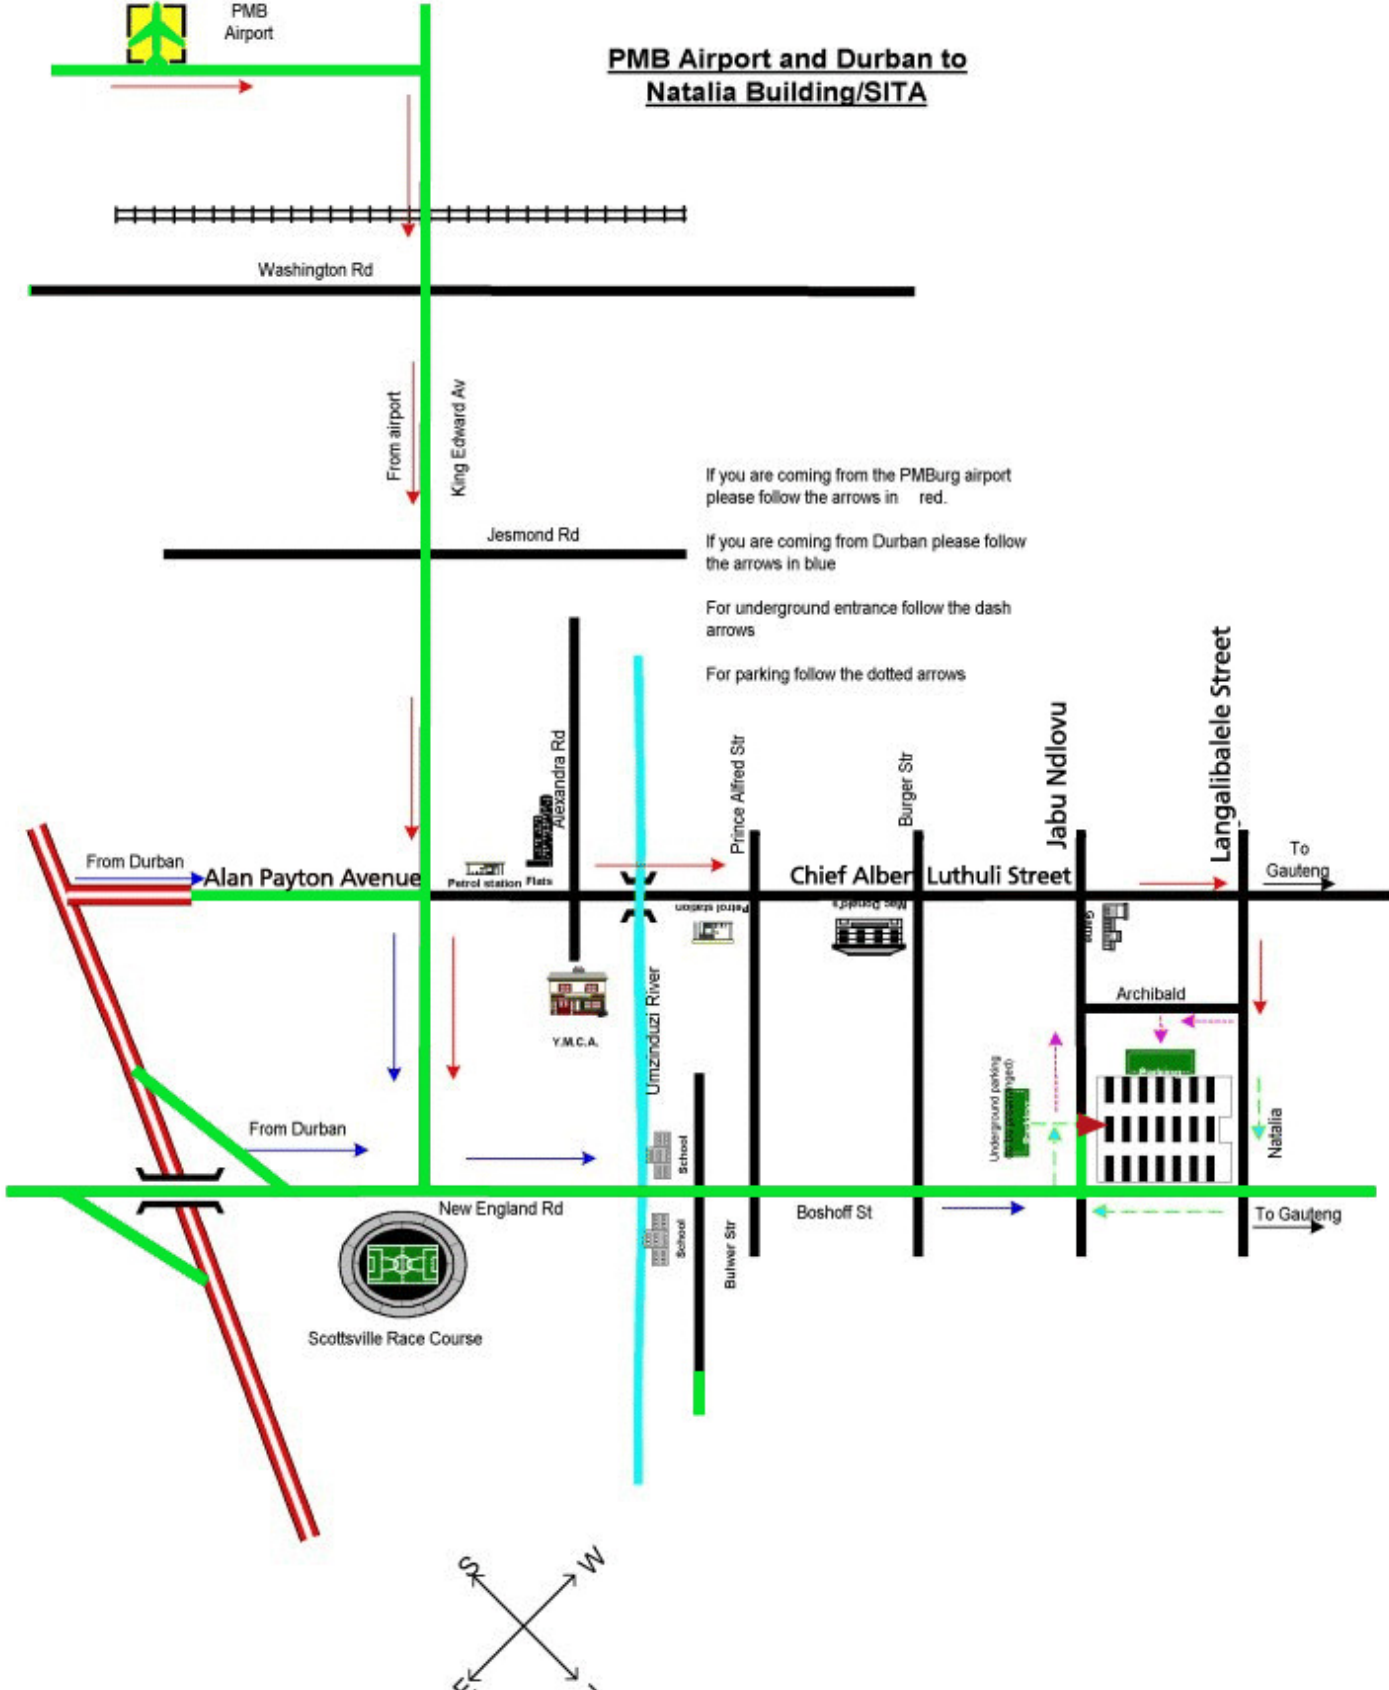 PMB
Airport
PMB Airport and Durban to
Natalia Building/SITA
Washington Rd
From airport
King Edward Av
If you are coming from the PMBurg airport
please follow the arrows in red.
If you are coming from Durban please follow
the arrows in blue
For underground entrance follow the dash
arrows
For parking follow the dotted arrows
Jesmond Rd
Alexandra Rd
Prince Alfred Str
Burger Str
Jabu Ndlovu
Langalibalele Street
From Durban
Alan Payton Avenue
Petrol station
Flats
Chief Alber Luthuli Street
To
Gauteng
Petrol station
Mac Donald's
Game
Archibald
Y.M.C.A.
Umzinduzi River
Underground parking
Natalia
From Durban
School
New England Rd
School
Bulwer Str
Boshoff St
To Gauteng
Scottsville Race Course
S
W